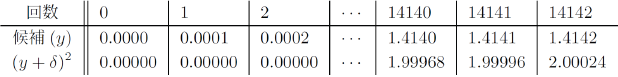 回数 0 1 2 ⋯ 14140 14141 14142
候補 (y) 0.0000 0.0001 0.0002 ⋯ 1.4140 1.4141 1.4142
(y + δ)² 0.00000 0.00000 0.00000 ⋯ 1.99968 1.99996 2.00024